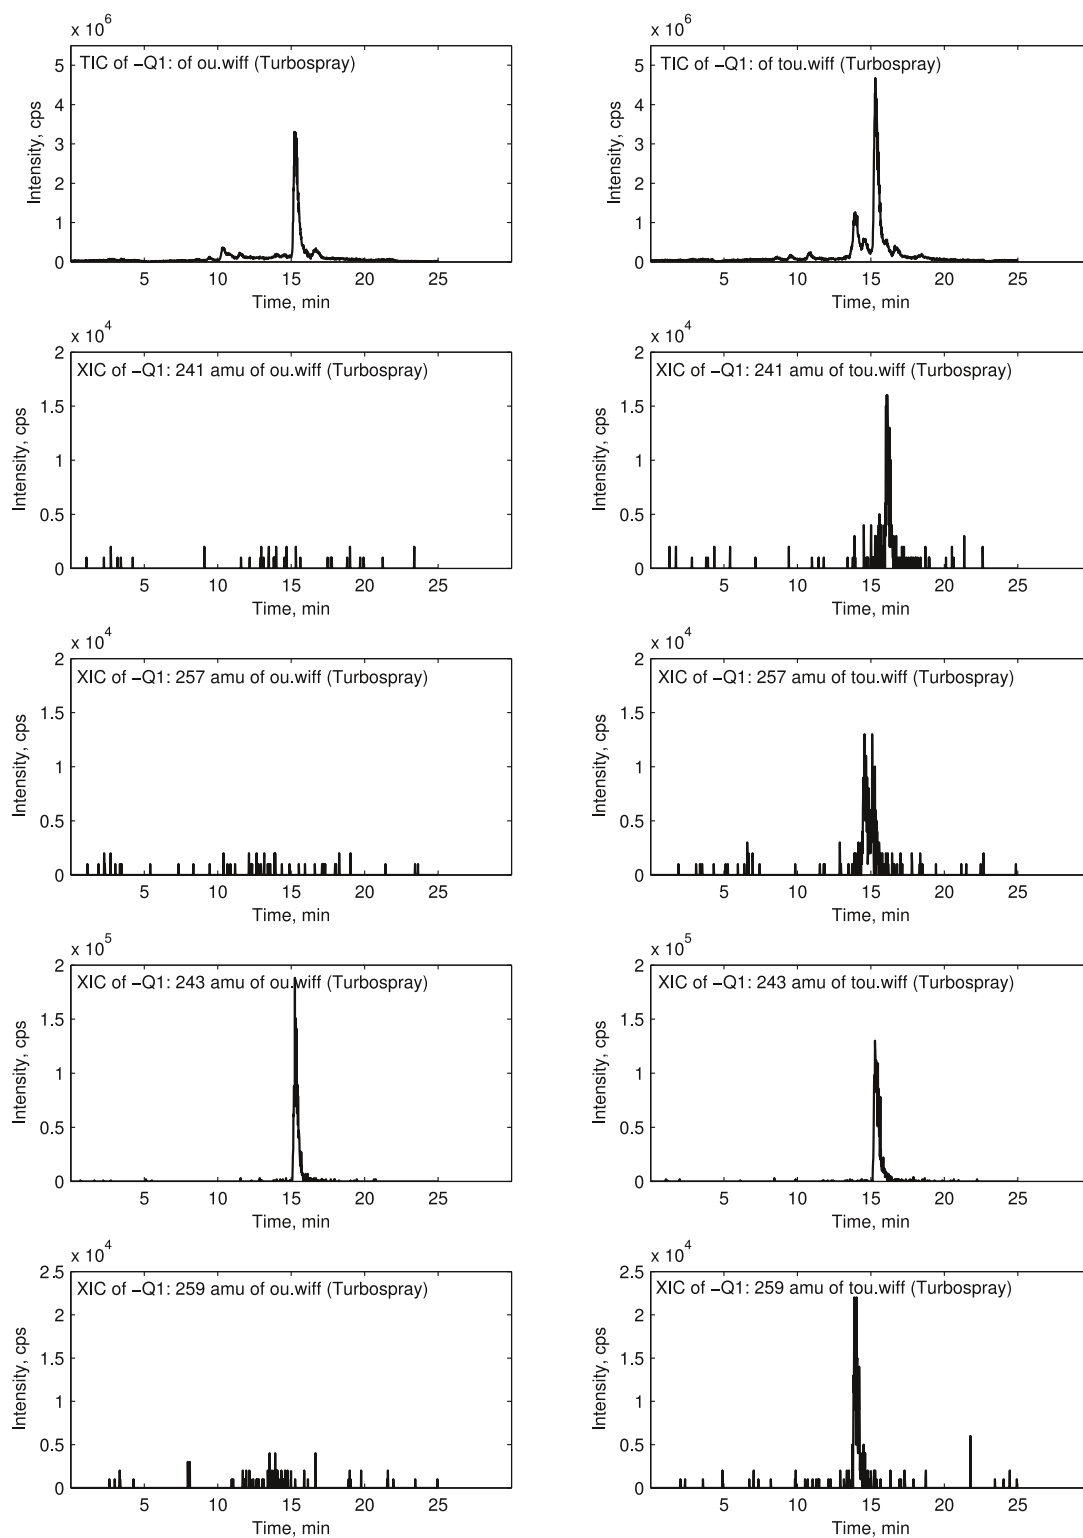 x 10^6
TIC of −Q1: of ou.wiff (Turbospray)
Intensity, cps
5
4
3
2
1
0
5 10 15 20 25
Time, min
x 10^6
TIC of −Q1: of tou.wiff (Turbospray)
Intensity, cps
5
4
3
2
1
0
5 10 15 20 25
Time, min
x 10^4
XIC of −Q1: 241 amu of ou.wiff (Turbospray)
Intensity, cps
2
1.5
1
0.5
0
5 10 15 20 25
Time, min
x 10^4
XIC of −Q1: 241 amu of tou.wiff (Turbospray)
Intensity, cps
2
1.5
1
0.5
0
5 10 15 20 25
Time, min
x 10^4
XIC of −Q1: 257 amu of ou.wiff (Turbospray)
Intensity, cps
2
1.5
1
0.5
0
5 10 15 20 25
Time, min
x 10^4
XIC of −Q1: 257 amu of tou.wiff (Turbospray)
Intensity, cps
2
1.5
1
0.5
0
5 10 15 20 25
Time, min
x 10^5
XIC of −Q1: 243 amu of ou.wiff (Turbospray)
Intensity, cps
2
1.5
1
0.5
0
5 10 15 20 25
Time, min
x 10^5
XIC of −Q1: 243 amu of tou.wiff (Turbospray)
Intensity, cps
2
1.5
1
0.5
0
5 10 15 20 25
Time, min
x 10^4
XIC of −Q1: 259 amu of ou.wiff (Turbospray)
Intensity, cps
2.5
2
1.5
1
0.5
0
5 10 15 20 25
Time, min
x 10^4
XIC of −Q1: 259 amu of tou.wiff (Turbospray)
Intensity, cps
2.5
2
1.5
1
0.5
0
5 10 15 20 25
Time, min